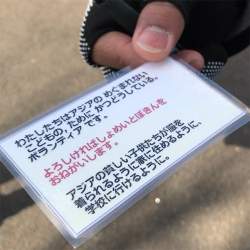 わたしたちはアジアの めぐまれない
こども の,ために かつどうしている。
ボランティア です。
よろしければしょめいとぼきんを
おねがいします。
アジアの貧しい子供たちが服を
着られるように家に住めるように。
学校に行けるように。